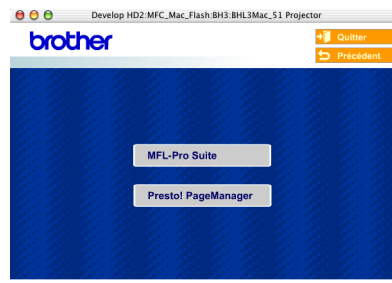 Develop HD2:MFC_Mac_Flash:BH3:BHL3Mac_51 Projector
brother
Quitter
Précédent
MFL-Pro Suite
Presto! PageManager